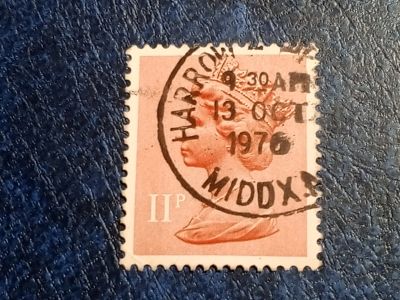 HARROW
9 30 AM
13 OCT
1976
MIDDX
11P